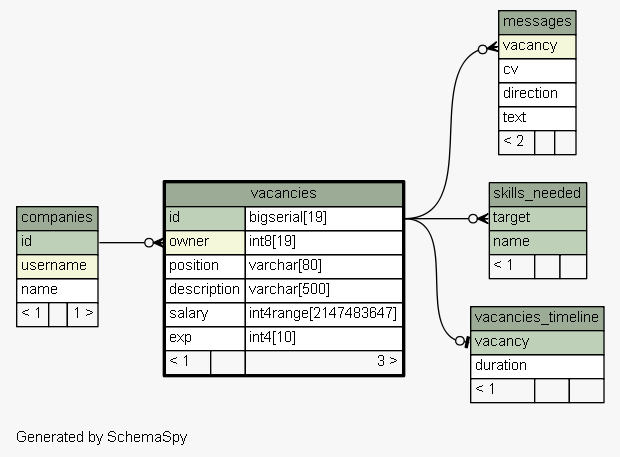 messages
vacancy
cv
direction
text
< 2
companies
id
username
name
< 1 1 >
vacancies
id bigserial[19]
owner int8[19]
position varchar[80]
description varchar[500]
salary int4range[2147483647]
exp int4[10]
< 1 3 >
skills_needed
target
name
< 1
vacancies_timeline
vacancy
duration
< 1
Generated by SchemaSpy